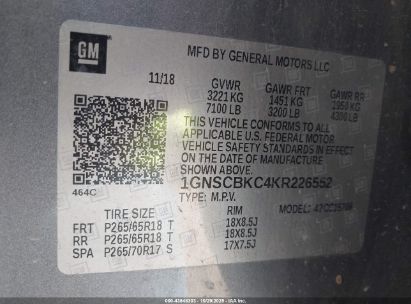 GM
MFD BY GENERAL MOTORS LLC
11/18
GVWR GAWR FRT GAWR RR
3221 KG 1451 KG 1950 KG
7100 LB 3200 LB 4300 LB
THIS VEHICLE CONFORMS TO ALL
APPLICABLE U.S. FEDERAL MOTOR
VEHICLE SAFETY STANDARDS IN EFFECT
ON THE DATE OF MANUFACTURE
SHOWN ABOVE.
1GNSCBKC4KR226552
464C
TYPE: M.P.V. MODEL:
TIRE SIZE RIM
FRT P265/65R18 T 18X8.5J
RR P265/65R18 T 18X8.5J
SPA P265/70R17 S 17X7.5J